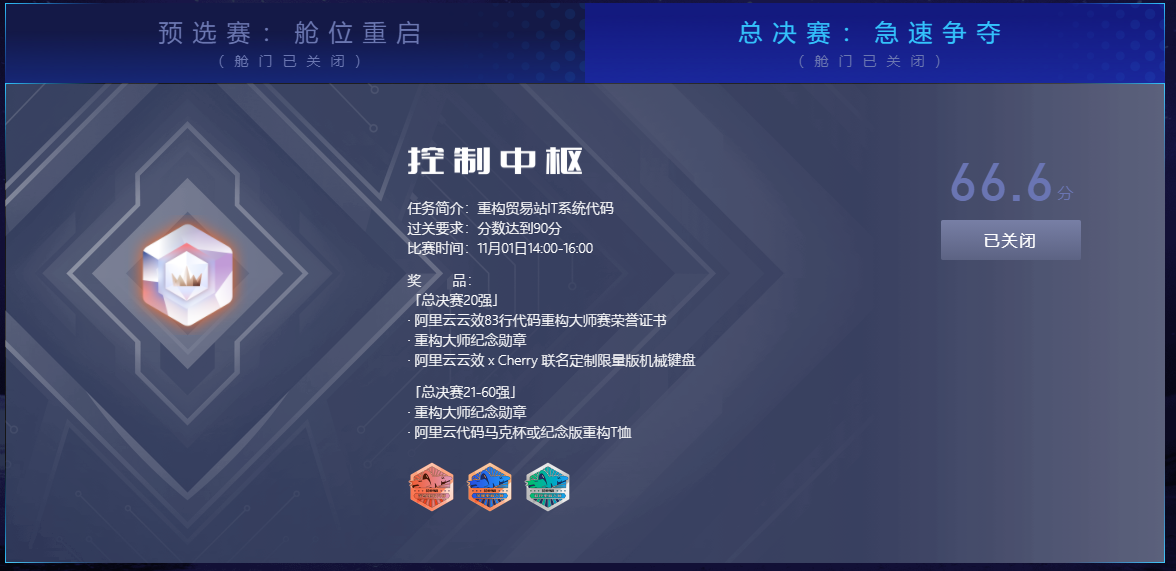 预选赛：舱位重启
（舱门已关闭）
总决赛：急速争夺
（舱门已关闭）
控制中枢
任务简介：重构贸易站IT系统代码
过关要求：分数达到90分
比赛时间：11月01日14:00-16:00
奖 品：
「总决赛20强」
· 阿里云云效83行代码重构大师赛荣誉证书
· 重构大师纪念勋章
· 阿里云云效 x Cherry 联名定制限量版机械键盘
「总决赛21-60强」
· 重构大师纪念勋章
· 阿里云代码马克杯或纪念版重构T恤
66.6分
已关闭